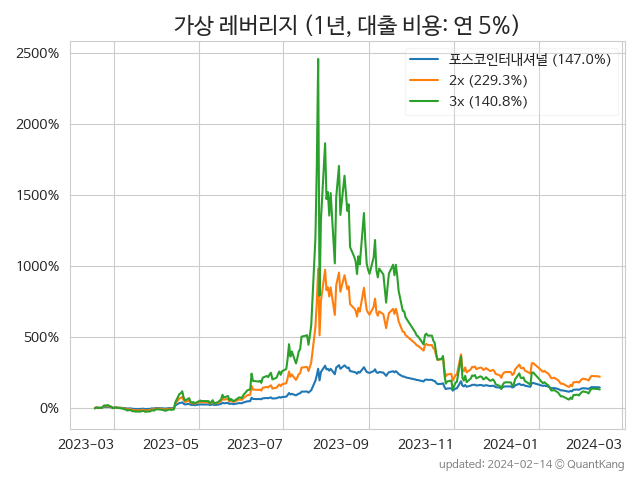 가상 레버리지 (1년, 대출 비용: 연 5%)
2500%
2000%
1500%
1000%
500%
0%
포스코인터내셔널 (147.0%)
2x (229.3%)
3x (140.8%)
2023-03 2023-05 2023-07 2023-09 2023-11 2024-01 2024-03
updated: 2024-02-14 © QuantKang